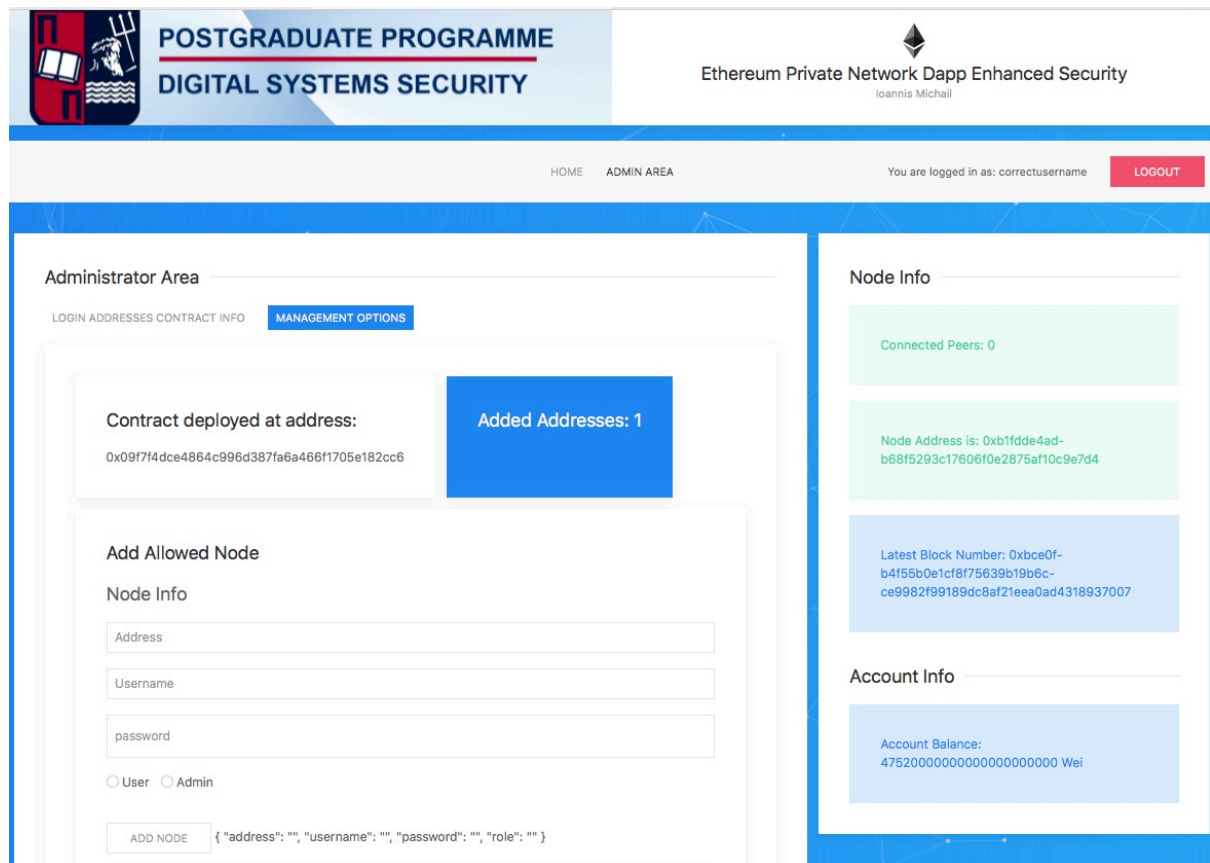 POSTGRADUATE PROGRAMME
DIGITAL SYSTEMS SECURITY
Ethereum Private Network Dapp Enhanced Security
Ioannis Michail
HOME
ADMIN AREA
You are logged in as: correctusername
LOGOUT
Administrator Area
LOGIN ADDRESSES CONTRACT INFO
MANAGEMENT OPTIONS
Contract deployed at address:
0x09f7f4dce4864c996d387fa6a466f1705e182cc6
Added Addresses: 1
Add Allowed Node
Node Info
Address
Username
password
User
Admin
ADD NODE
{ "address": "", "username": "", "password": "", "role": "" }
Node Info
Connected Peers: 0
Node Address is: 0xb1fdde4ad-
b68f5293c17606f0e2875af10c9e7d4
Latest Block Number: 0xbce0f-
b4f55b0e1cf8f75639b19b6c-
ce9982f99189dc8af21eea0ad4318937007
Account Info
Account Balance:
47520000000000000000000 Wei